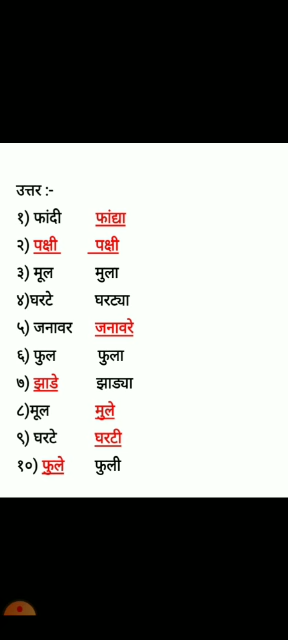 उत्तर :-
१) फांदी फांद्या
२) पक्षी पक्षी
३) मूल मुला
४)घरटे घरट्या
५) जनावर जनावरे
६) फुल फुला
७) झाडे झाड्या
८)मूल मुले
९) घरटे घरटी
१०) फुले फुली